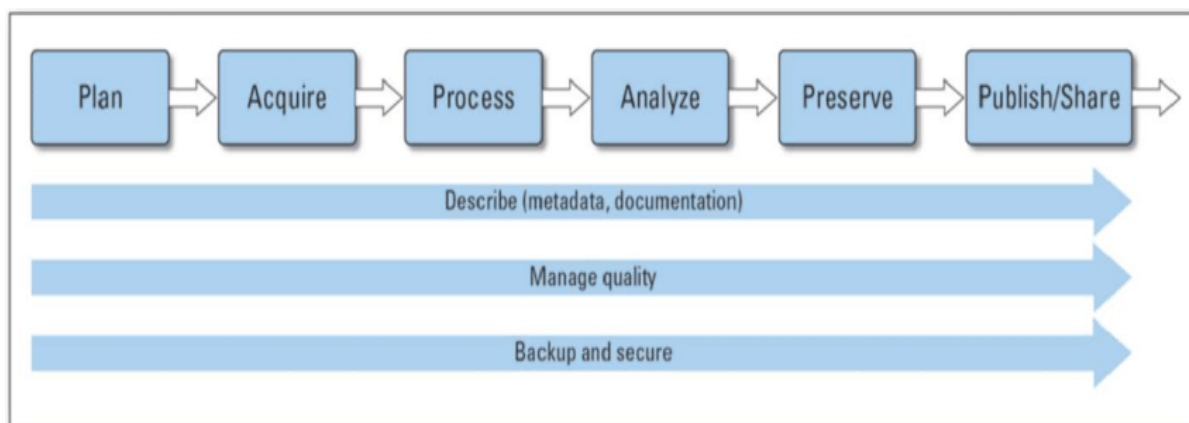 Plan
Acquire
Process
Analyze
Preserve
Publish/Share
Describe (metadata, documentation)
Manage quality
Backup and secure